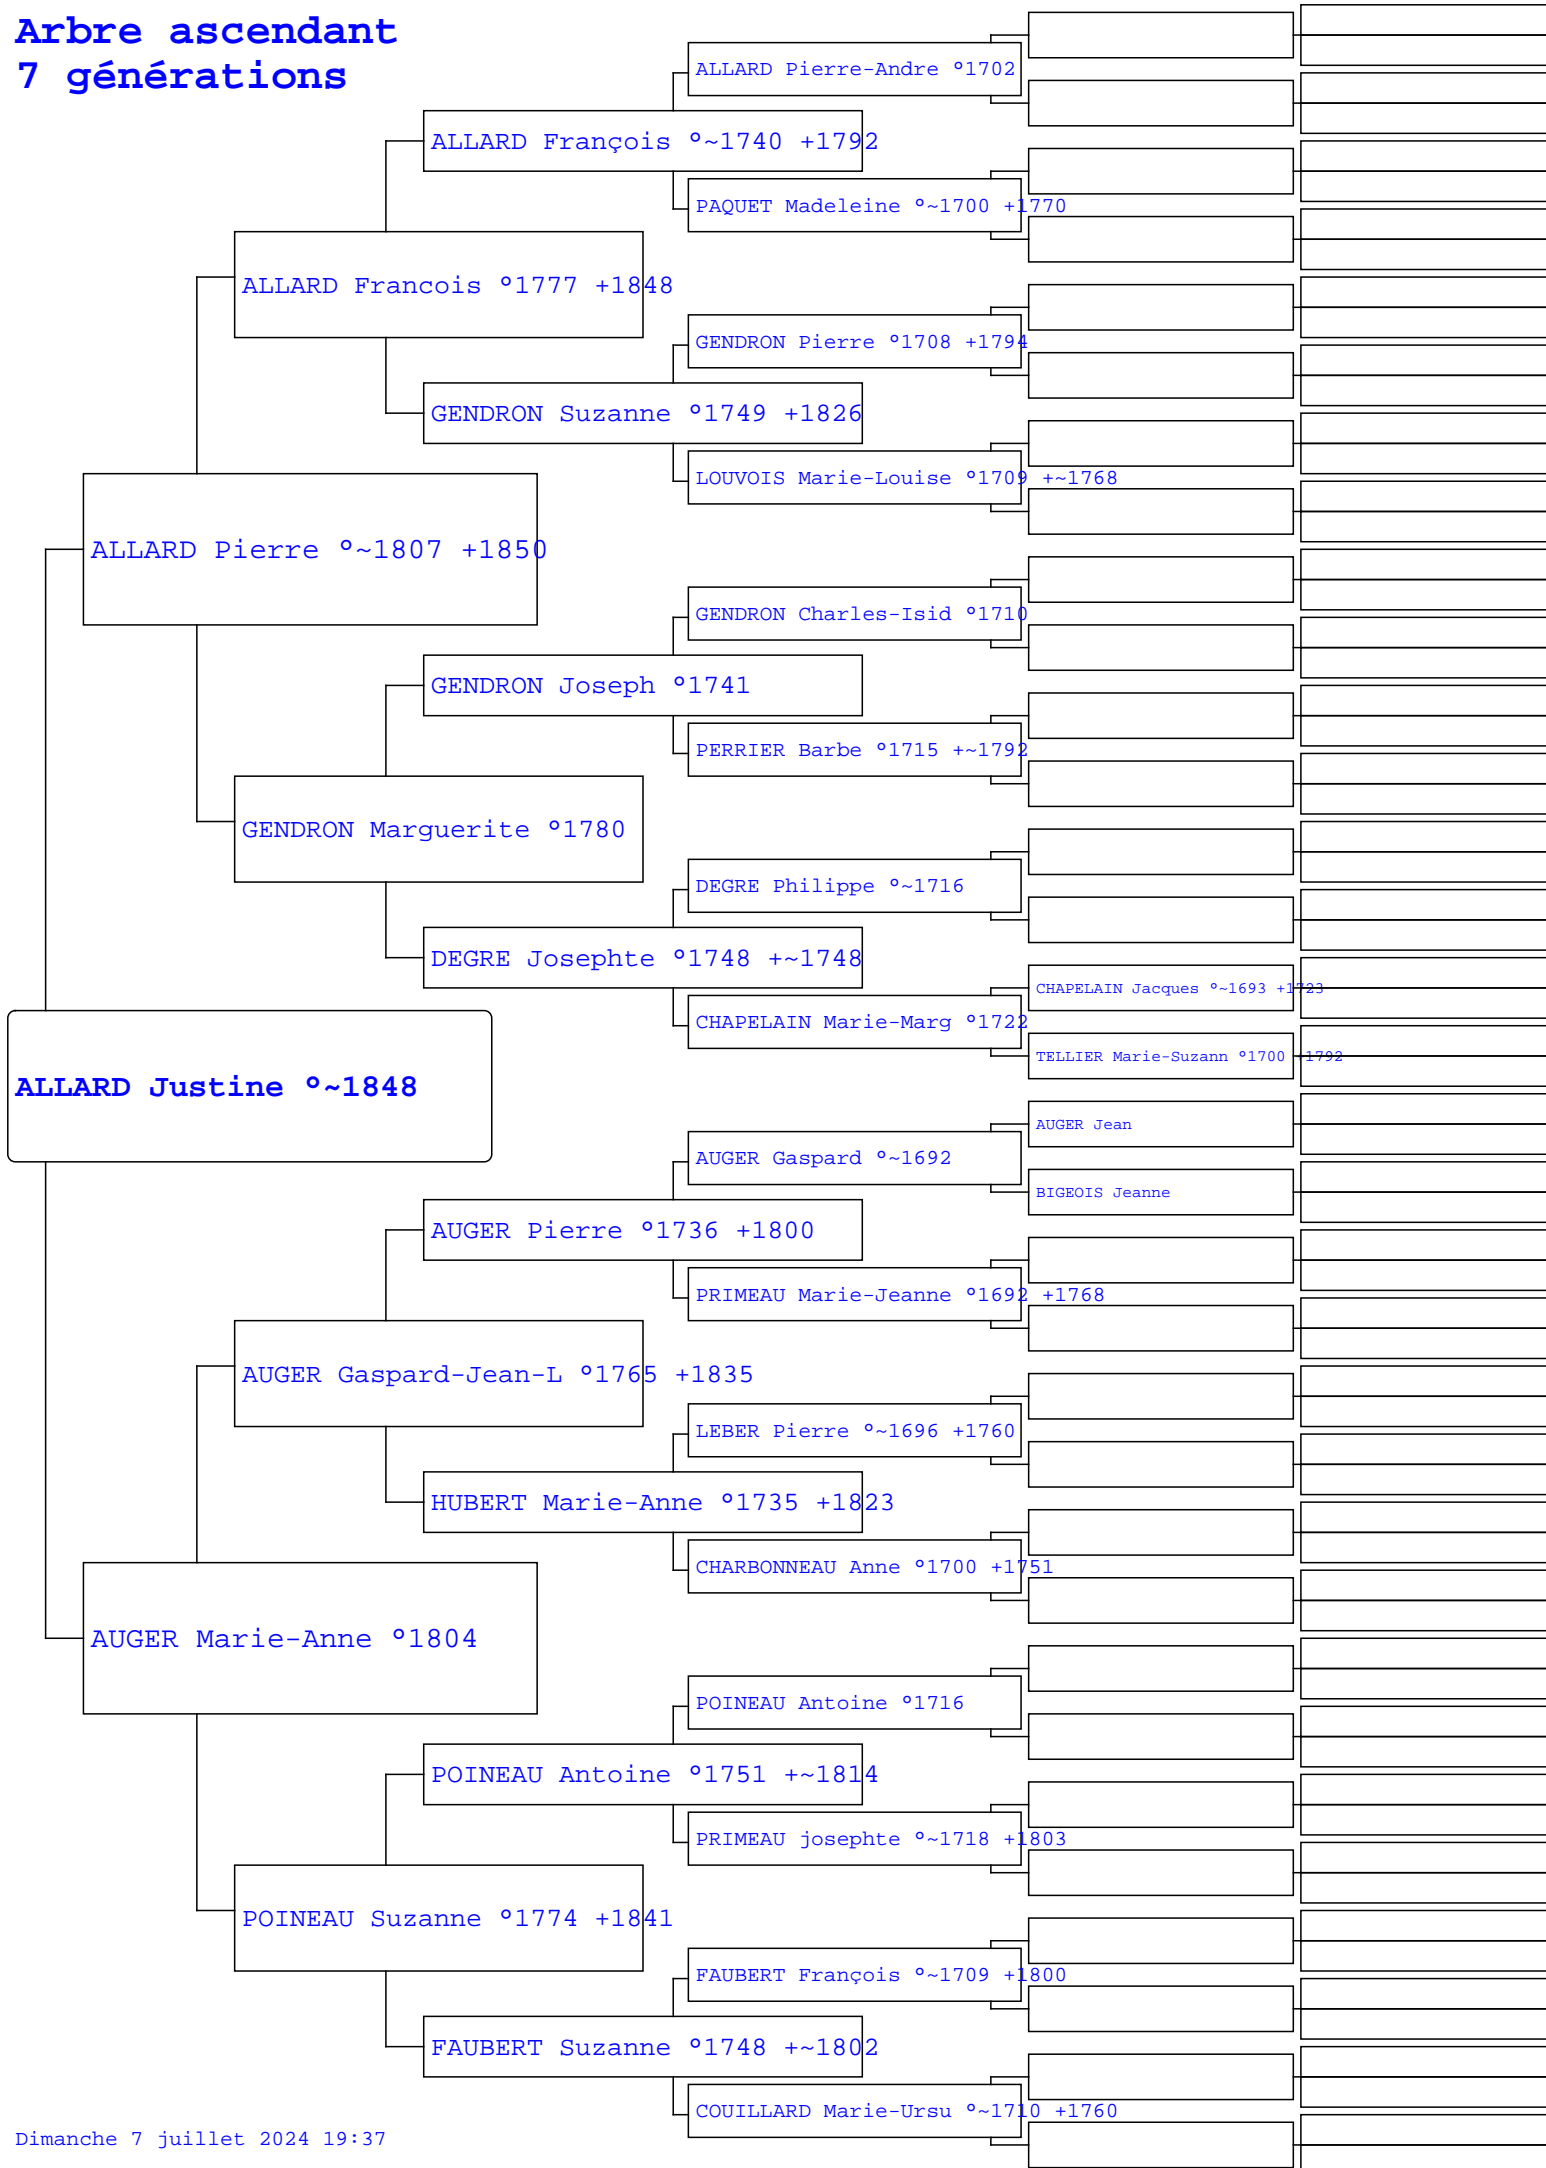 Arbre ascendant
7 générations
ALLARD Pierre-Andre °1702
ALLARD François °~1740 +1792
PAQUET Madeleine °~1700 +1770
ALLARD Francois °1777 +1848
GENDRON Pierre °1708 +1794
GENDRON Suzanne °1749 +1826
LOUVOIS Marie-Louise °1709 +~1768
ALLARD Pierre °~1807 +1850
GENDRON Charles-Isid °1710
GENDRON Joseph °1741
PERRIER Barbe °1715 +~1792
GENDRON Marguerite °1780
DEGRE Philippe °~1716
DEGRE Josephte °1748 +~1748
CHAPELAIN Jacques °~1693 +1723
CHAPELAIN Marie-Marg °1722
TELLIER Marie-Suzann °1700 +1792
ALLARD Justine °~1848
AUGER Jean
AUGER Gaspard °~1692
BIGEOIS Jeanne
AUGER Pierre °1736 +1800
PRIMEAU Marie-Jeanne °1692 +1768
AUGER Gaspard-Jean-L °1765 +1835
LEBER Pierre °~1696 +1760
HUBERT Marie-Anne °1735 +1823
CHARBONNEAU Anne °1700 +1751
AUGER Marie-Anne °1804
POINEAU Antoine °1716
POINEAU Antoine °1751 +~1814
PRIMEAU josephte °~1718 +1803
POINEAU Suzanne °1774 +1841
FAUBERT François °~1709 +1800
FAUBERT Suzanne °1748 +~1802
COUILLARD Marie-Ursu °~1710 +1760
Dimanche 7 juillet 2024 19:37